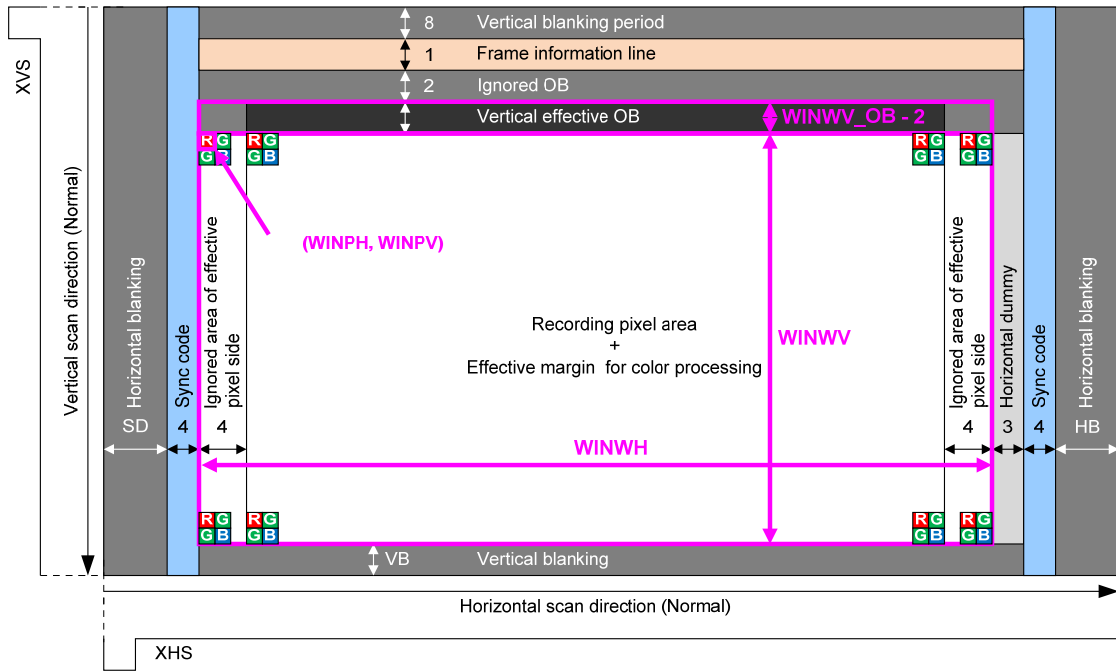 XVS
Vertical scan direction (Normal)
8 Vertical blanking period
1 Frame information line
2 Ignored OB
Vertical effective OB
WINWV_OB - 2
R G R G R G R G
G B G B G B G B
(WINPH, WINPV)
Horizontal blanking
SD
Sync code
4
Ignored area of effective
pixel side
4
Recording pixel area
+
Effective margin for color processing
WINWV
WINWH
Ignored area of effective
pixel side
4
Horizontal dummy
3
Sync code
4
Horizontal blanking
HB
R G R G R G R G
G B G B G B G B
VB Vertical blanking
Horizontal scan direction (Normal)
XHS